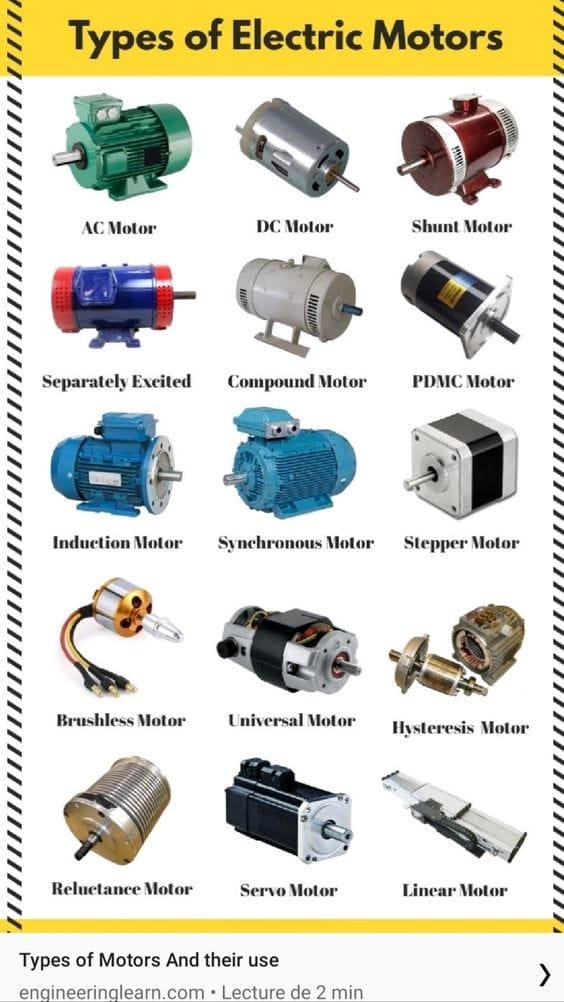 Types of Electric Motors
AC Motor
DC Motor
Shunt Motor
Separately Excited
Compound Motor
PDMC Motor
Induction Motor
Synchronous Motor
Stepper Motor
Brushless Motor
Universal Motor
Hysteresis Motor
Reluctance Motor
Servo Motor
Linear Motor
Types of Motors And their use
engineeringlearn.com • Lecture de 2 min